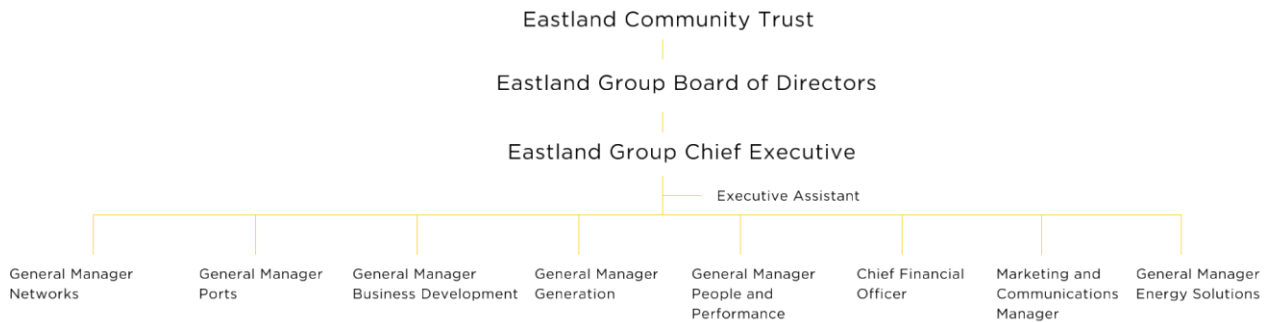 Eastland Community Trust
Eastland Group Board of Directors
Eastland Group Chief Executive
Executive Assistant
General Manager
Networks
General Manager
Ports
General Manager
Business Development
General Manager
Generation
General Manager
People and
Performance
Chief Financial
Officer
Marketing and
Communications
Manager
General Manager
Energy Solutions